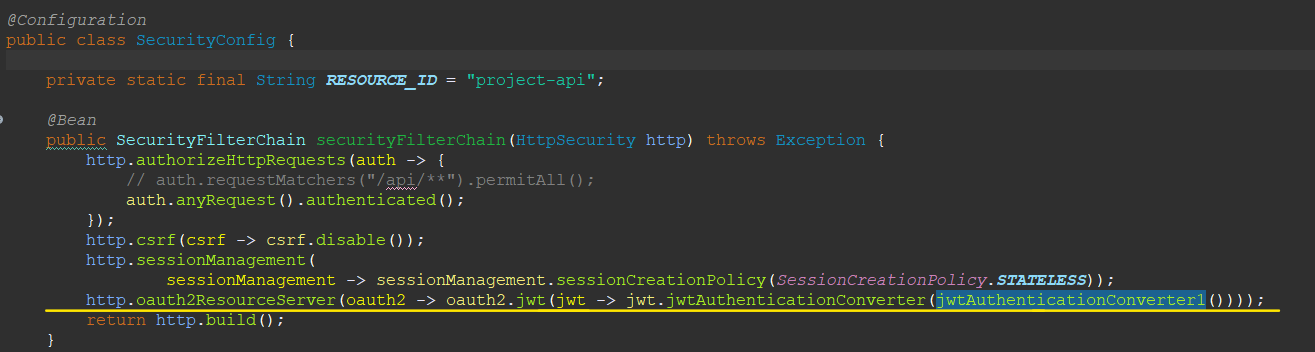 @Configuration
public class SecurityConfig {
private static final String RESOURCE_ID = "project-api";
@Bean
public SecurityFilterChain securityFilterChain(HttpSecurity http) throws Exception {
http.authorizeHttpRequests(auth -> {
// auth.requestMatchers("/api/**").permitAll();
auth.anyRequest().authenticated();
});
http.csrf(csrf -> csrf.disable());
http.sessionManagement(
sessionManagement -> sessionManagement.sessionCreationPolicy(SessionCreationPolicy.STATELESS));
http.oauth2ResourceServer(oauth2 -> oauth2.jwt(jwt -> jwt.jwtAuthenticationConverter(jwtAuthenticationConverter1())));
return http.build();
}